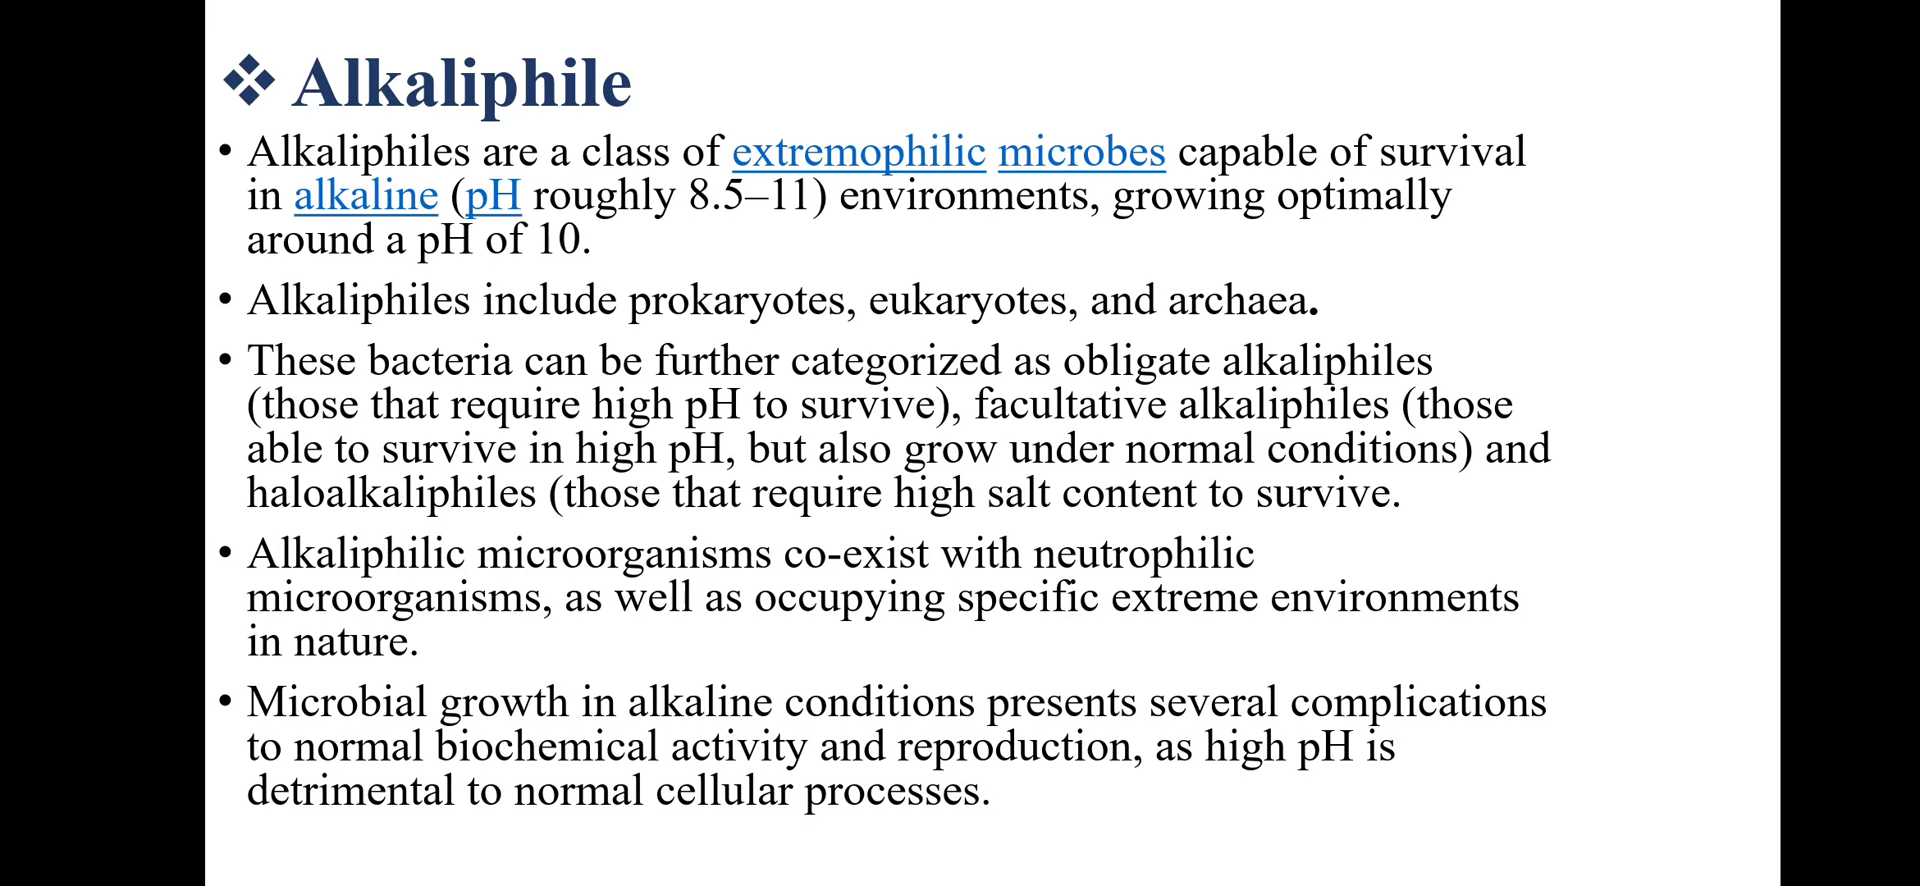 ❖ Alkaliphile
• Alkaliphiles are a class of extremophilic microbes capable of survival
in alkaline (pH roughly 8.5–11) environments, growing optimally
around a pH of 10.
• Alkaliphiles include prokaryotes, eukaryotes, and archaea.
• These bacteria can be further categorized as obligate alkaliphiles
(those that require high pH to survive), facultative alkaliphiles (those
able to survive in high pH, but also grow under normal conditions) and
haloalkaliphiles (those that require high salt content to survive.
• Alkaliphilic microorganisms co-exist with neutrophilic
microorganisms, as well as occupying specific extreme environments
in nature.
• Microbial growth in alkaline conditions presents several complications
to normal biochemical activity and reproduction, as high pH is
detrimental to normal cellular processes.